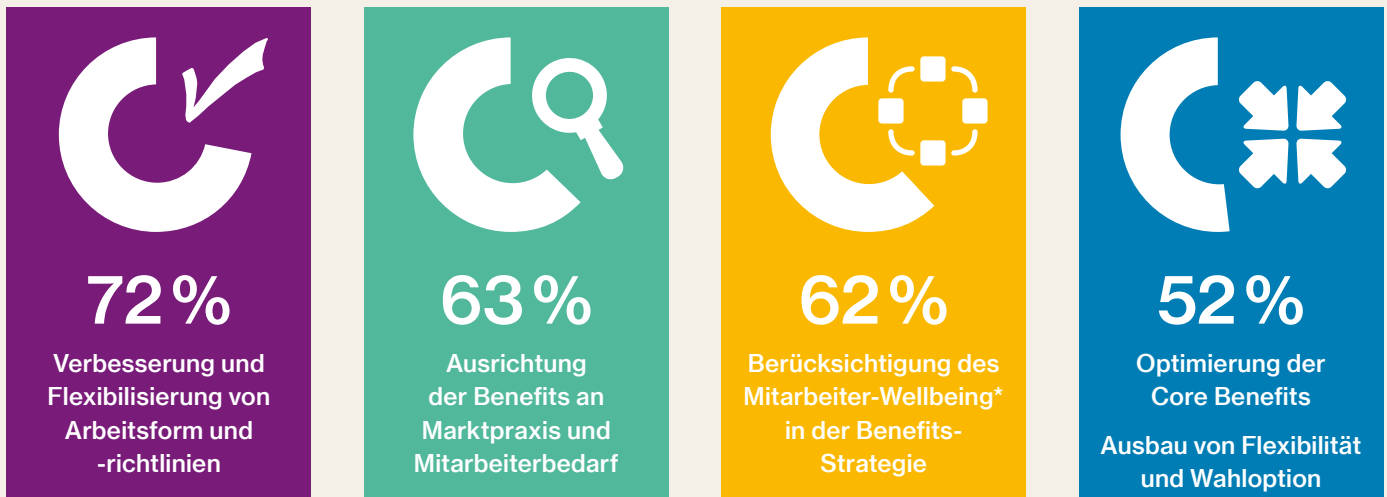 72 %
Verbesserung und
Flexibilisierung von
Arbeitsform und
-richtlinien
63 %
Ausrichtung
der Benefits an
Marktpraxis und
Mitarbeiterbedarf
62 %
Berücksichtigung des
Mitarbeiter-Wellbeing*
in der Benefits-
Strategie
52 %
Optimierung der
Core Benefits
Ausbau von Flexibilität
und Wahloption